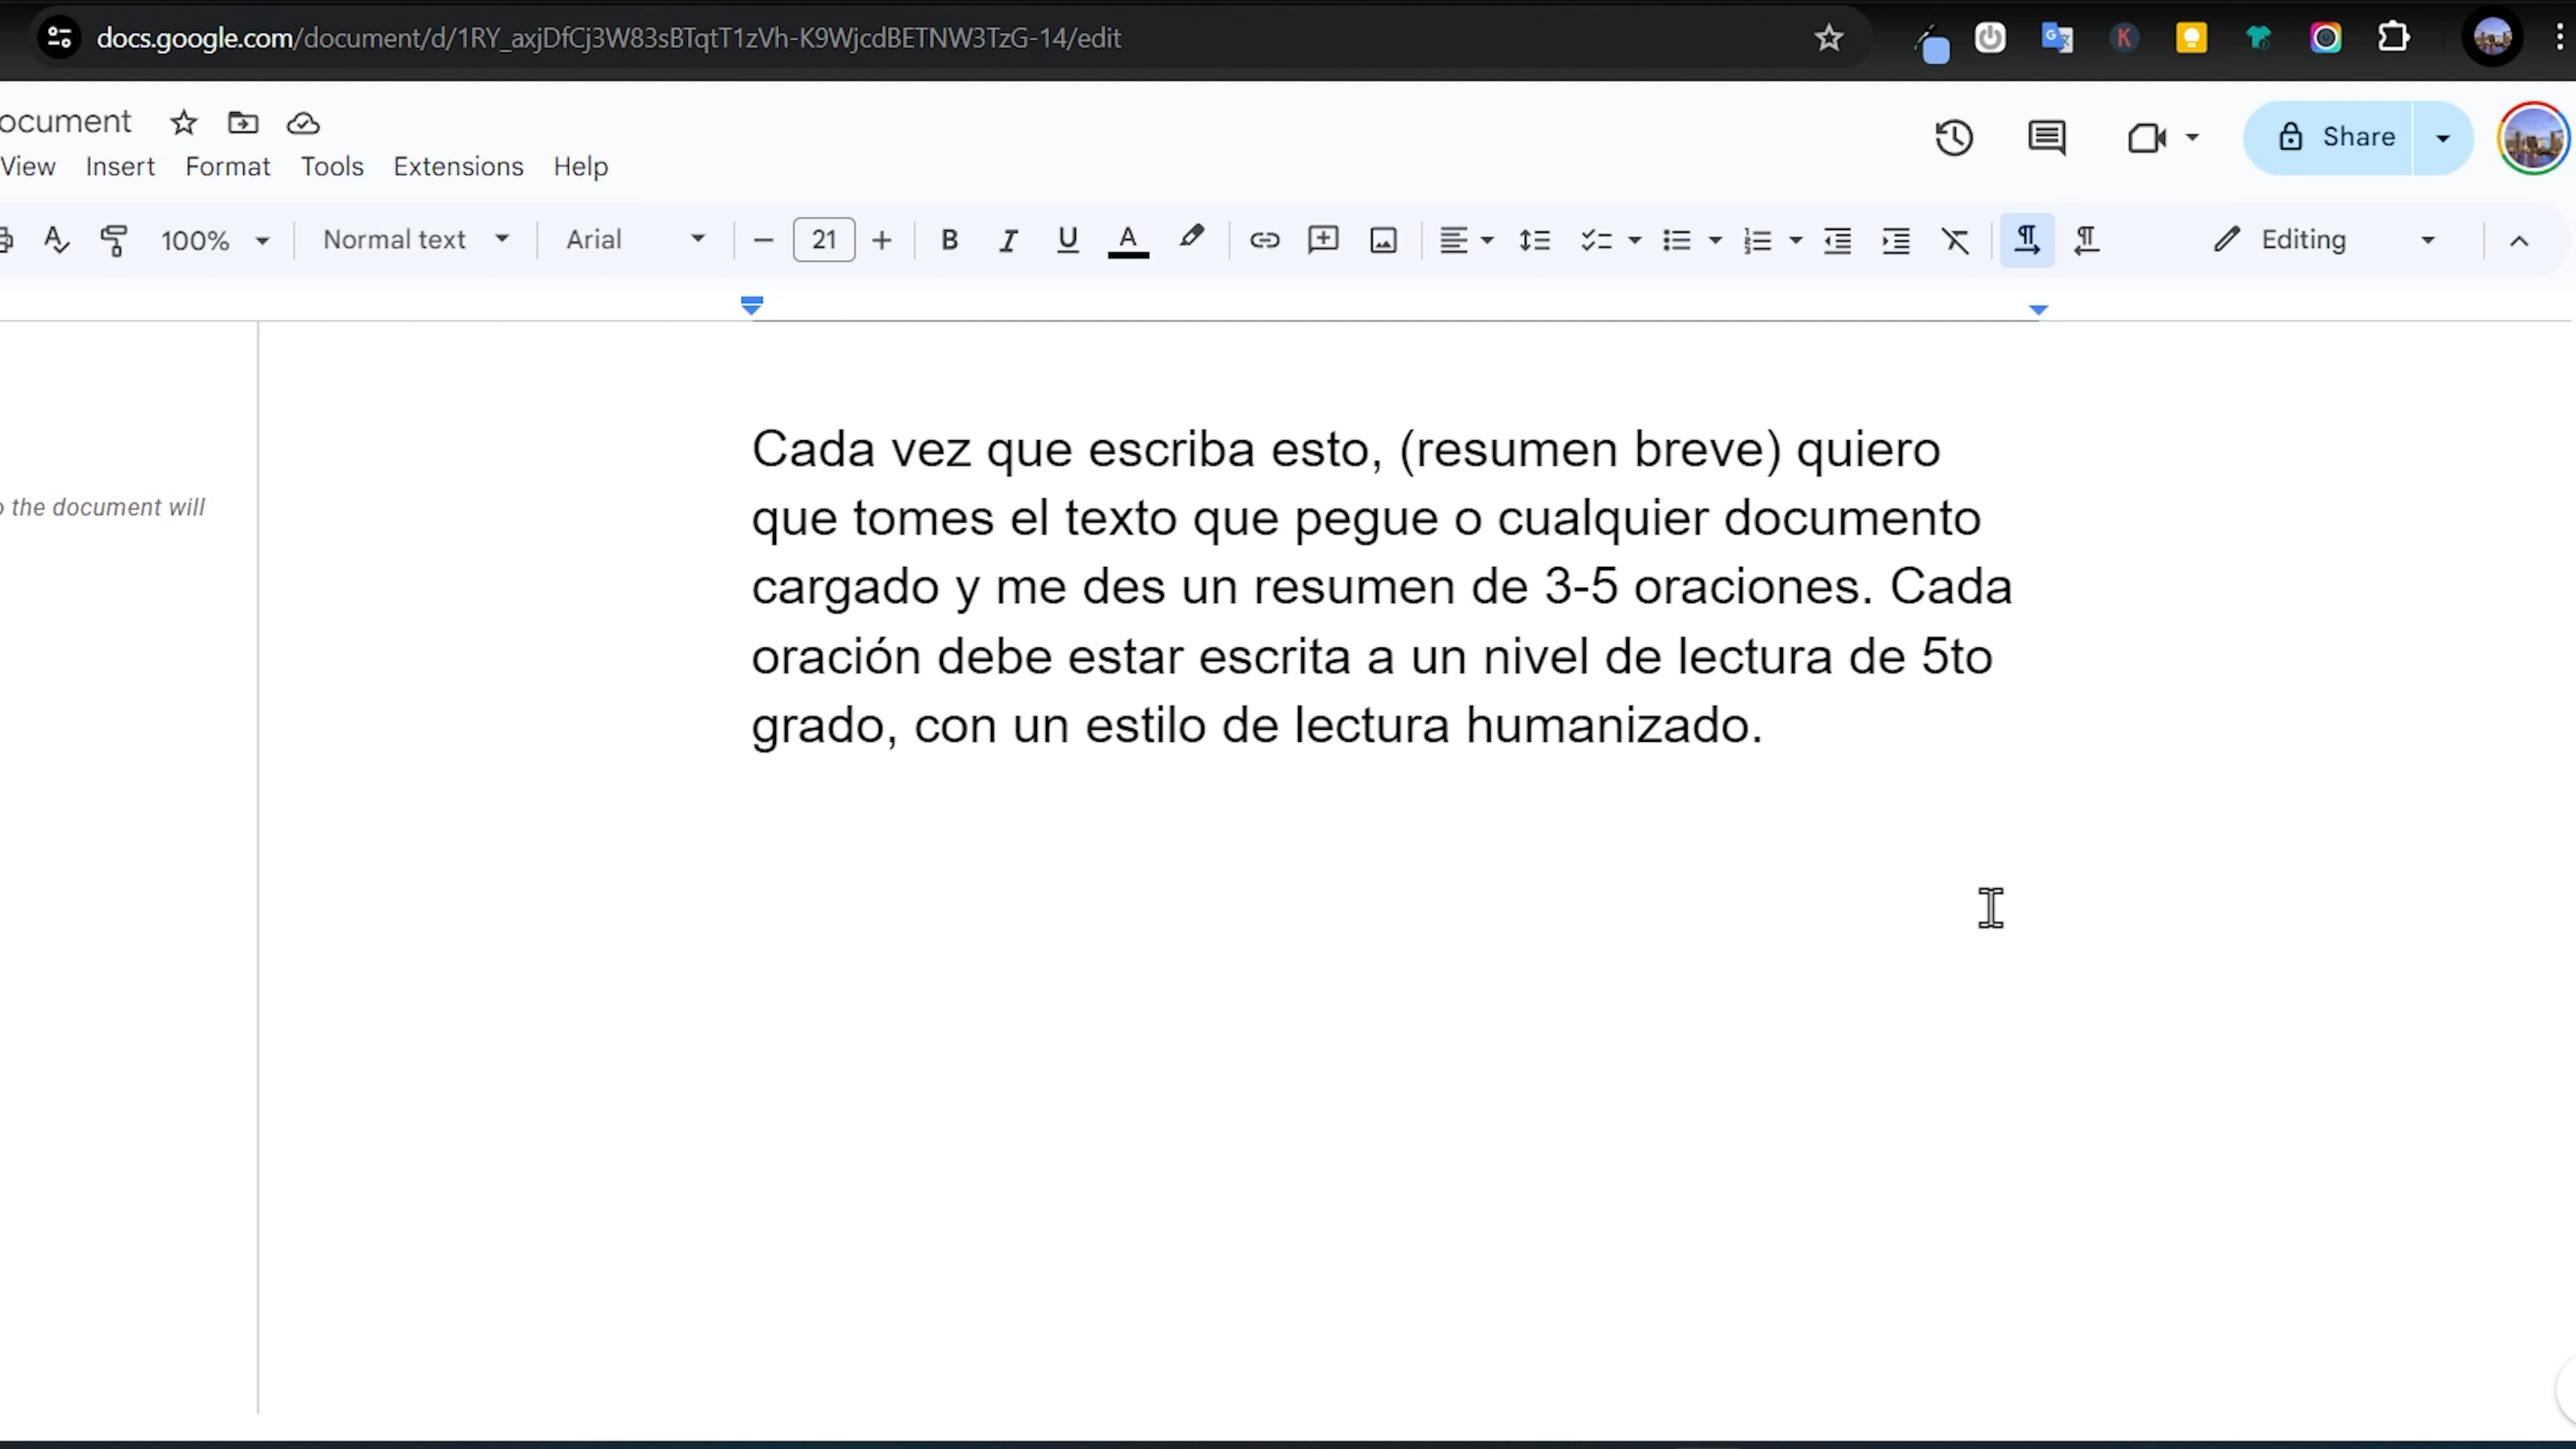 docs.google.com/document/d/1RY_axjDfCj3W83sBTqtT1zVh-K9WjcdBETNW3TzG-14/edit
ocument
View Insert Format Tools Extensions Help
Share
100% Normal text Arial 21 B I U A Editing
Cada vez que escriba esto, (resumen breve) quiero
que tomes el texto que pegue o cualquier documento
cargado y me des un resumen de 3-5 oraciones. Cada
oración debe estar escrita a un nivel de lectura de 5to
grado, con un estilo de lectura humanizado.
o the document will